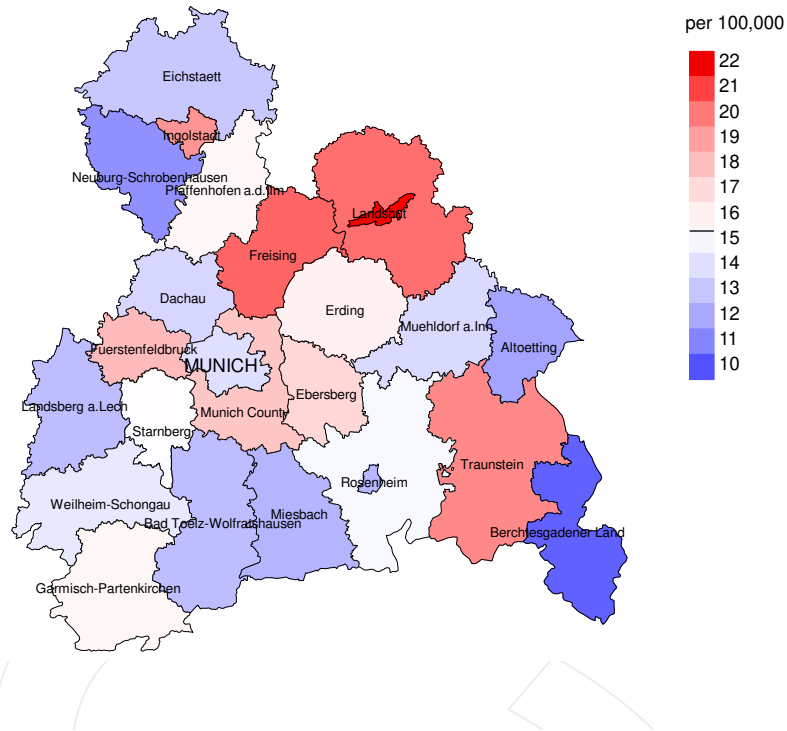 per 100,000
22
21
20
19
18
17
16
15
14
13
12
11
10
Eichstaett
Ingolstadt
Neuburg-Schrobenhausen
Pfaffenhofen a.d.Ilm
Landshut
Freising
Dachau
Erding
Muehldorf a.Inn
Altoetting
Fuerstenfeldbruck
MUNICH
Ebersberg
Landsberg a.Lech
Munich County
Starnberg
Traunstein
Rosenheim
Weilheim-Schongau
Miesbach
Bad Toelz-Wolfratshausen
Berchtesgadener Land
Garmisch-Partenkirchen